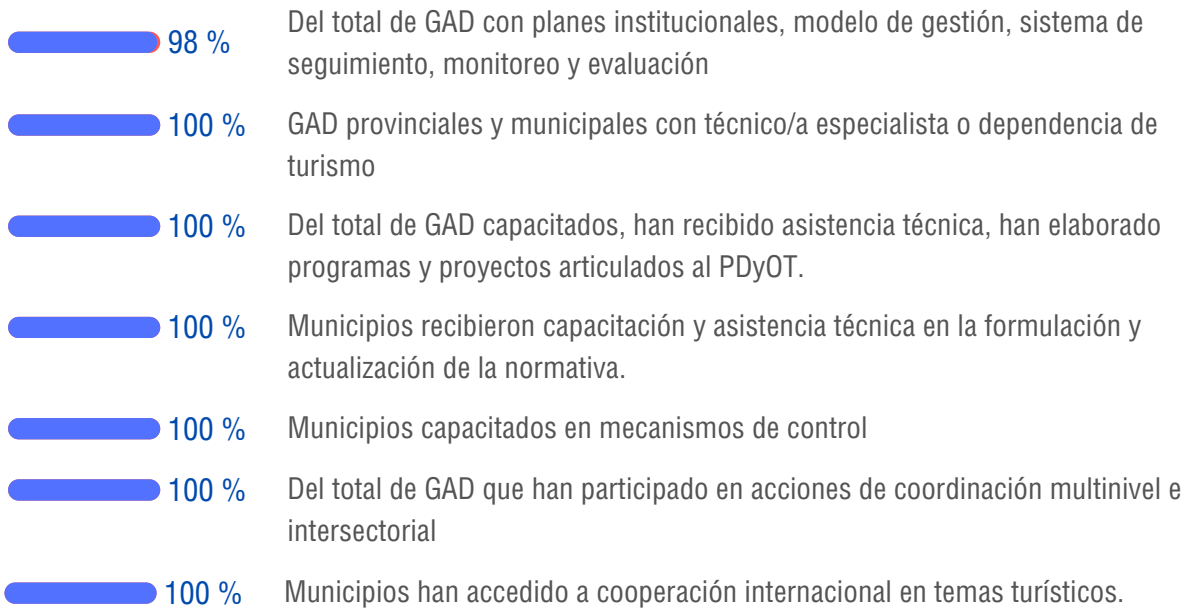 98 %
Del total de GAD con planes institucionales, modelo de gestión, sistema de
seguimiento, monitoreo y evaluación
100 %
GAD provinciales y municipales con técnico/a especialista o dependencia de
turismo
100 %
Del total de GAD capacitados, han recibido asistencia técnica, han elaborado
programas y proyectos articulados al PDyOT.
100 %
Municipios recibieron capacitación y asistencia técnica en la formulación y
actualización de la normativa.
100 %
Municipios capacitados en mecanismos de control
100 %
Del total de GAD que han participado en acciones de coordinación multinivel e
intersectorial
100 %
Municipios han accedido a cooperación internacional en temas turísticos.